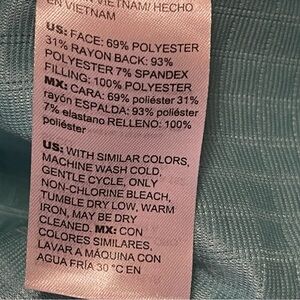 VIETNAM/ HECHO
EN VIETNAM
US: FACE: 69% POLYESTER
31% RAYON BACK: 93%
POLYESTER 7% SPANDEX
FILLING: 100% POLYESTER
MX: CARA: 69% poliéster 31%
rayón ESPALDA: 93% poliéster
7% elastano RELLENO: 100%
poliéster
US: WITH SIMILAR COLORS,
MACHINE WASH COLD,
GENTLE CYCLE, ONLY
NON-CHLORINE BLEACH,
TUMBLE DRY LOW, WARM
IRON, MAY BE DRY
CLEANED. MX: CON
COLORES SIMILARES,
LAVAR A MÁQUINA CON
AGUA FRÍA 30 °C EN